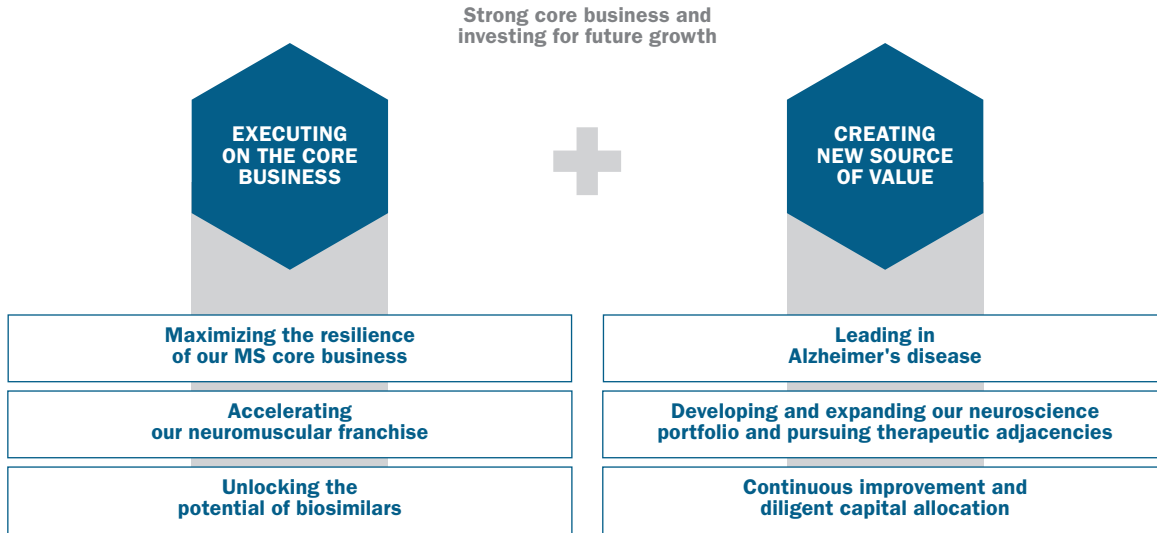 Strong core business and
investing for future growth
EXECUTING
ON THE CORE
BUSINESS
CREATING
NEW SOURCE
OF VALUE
Maximizing the resilience
of our MS core business
Accelerating
our neuromuscular franchise
Unlocking the
potential of biosimilars
Leading in
Alzheimer's disease
Developing and expanding our neuroscience
portfolio and pursuing therapeutic adjacencies
Continuous improvement and
diligent capital allocation